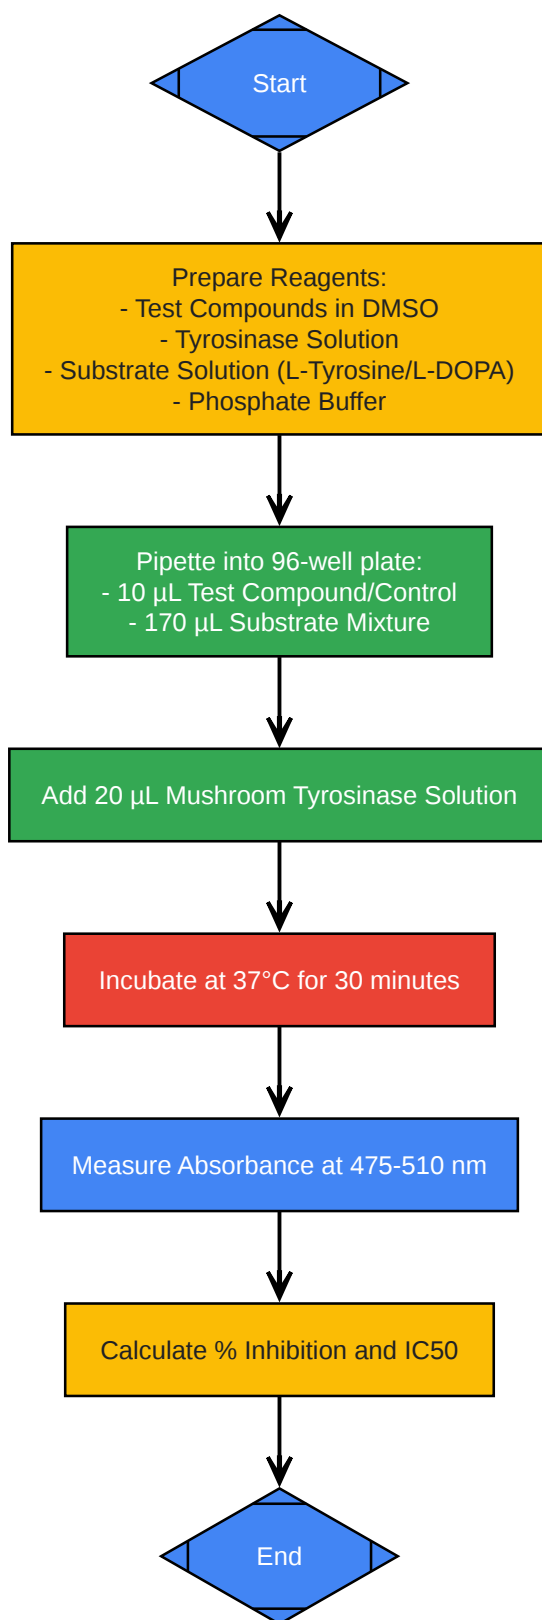 Start
Prepare Reagents:
- Test Compounds in DMSO
- Tyrosinase Solution
- Substrate Solution (L-Tyrosine/L-DOPA)
- Phosphate Buffer
Pipette into 96-well plate:
- 10 µL Test Compound/Control
- 170 µL Substrate Mixture
Add 20 µL Mushroom Tyrosinase Solution
Incubate at 37°C for 30 minutes
Measure Absorbance at 475-510 nm
Calculate % Inhibition and IC50
End